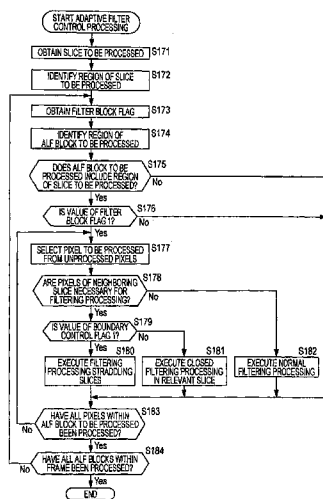 START ADAPTIVE FILTER
CONTROL PROCESSING
S171
OBTAIN SLICE TO BE PROCESSED
S172
IDENTIFY REGION OF SLICE
TO BE PROCESSED
S173
OBTAIN FILTER BLOCK FLAG
S174
IDENTIFY REGION OF
ALF BLOCK TO BE PROCESSED
S175
DOES ALF BLOCK TO BE
PROCESSED INCLUDE REGION
OF SLICE TO BE PROCESSED?
No
Yes
S176
IS VALUE OF FILTER
BLOCK FLAG 1?
No
Yes
S177
SELECT PIXEL TO BE PROCESSED
FROM UNPROCESSED PIXELS
S178
ARE PIXELS OF NEIGHBORING
SLICE NECESSARY FOR
FILTERING PROCESSING?
No
Yes
S179
IS VALUE OF BOUNDARY
CONTROL FLAG 1?
No
Yes
S180
EXECUTE FILTERING
PROCESSING STRADDLING
SLICES
S181
EXECUTE CLOSED
FILTERING PROCESSING
IN RELEVANT SLICE
S182
EXECUTE NORMAL
FILTERING PROCESSING
S183
HAVE ALL PIXELS WITHIN
ALF BLOCK TO BE PROCESSED
BEEN PROCESSED?
No
Yes
S184
HAVE ALL ALF BLOCKS WITHIN
FRAME BEEN PROCESSED?
No
Yes
END